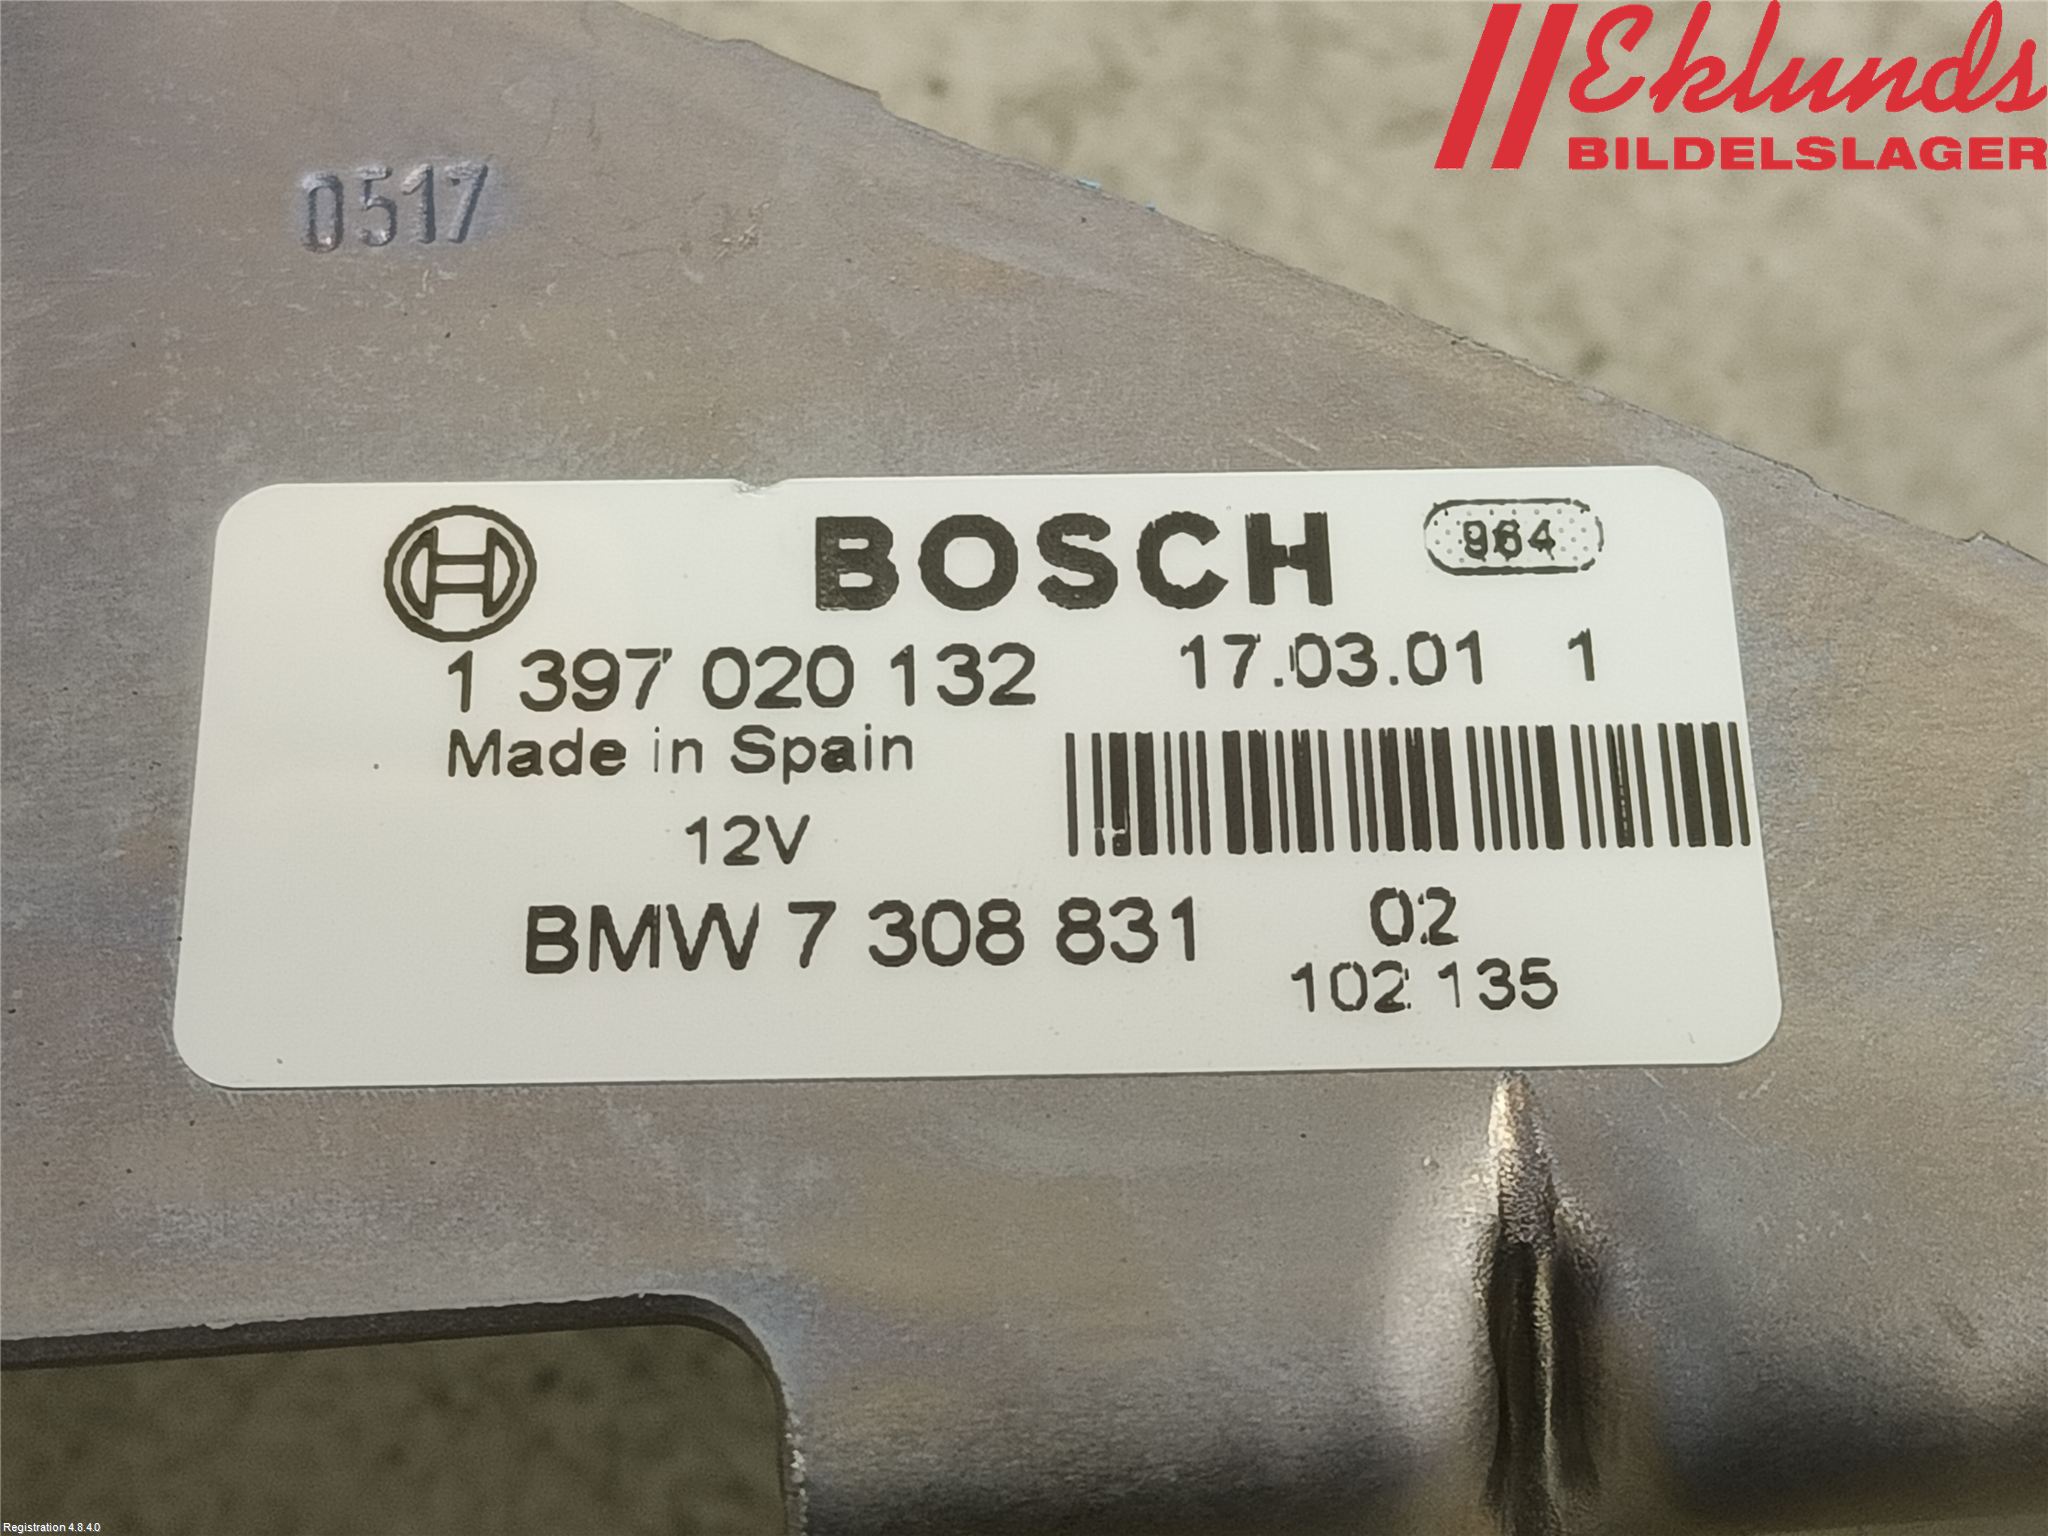 Eklunds
BILDELSLAGER
0517
BOSCH 964
1 397 020 132 17.03.01 1
Made in Spain
12V
BMW 7 308 831 02
102 135
Registration 4.8.4.0